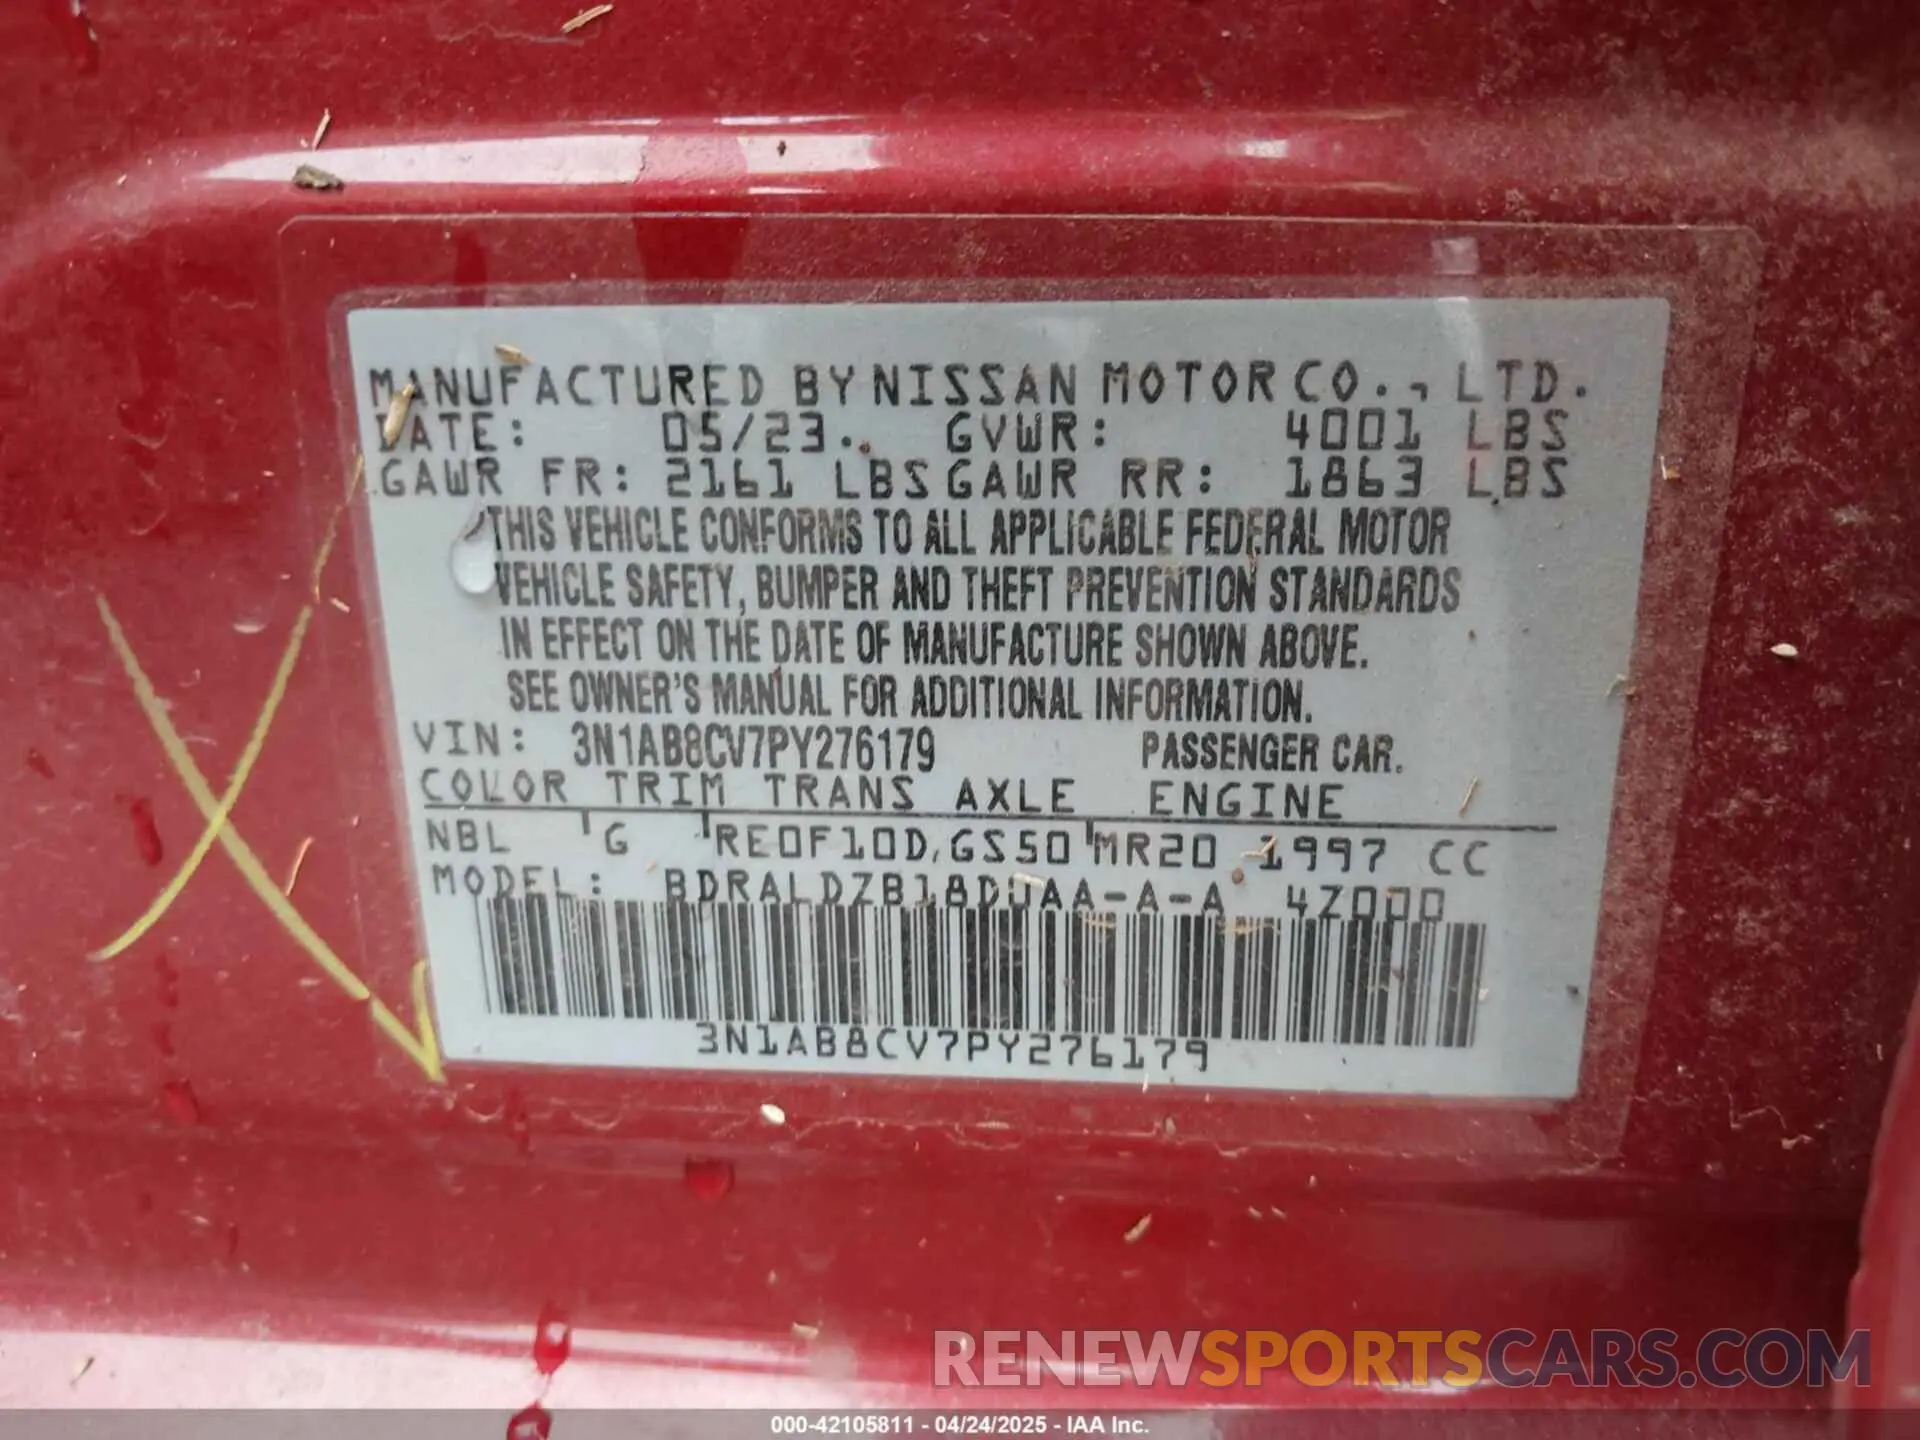 MANUFACTURED BY NISSAN MOTOR CO., LTD.
DATE: 05/23. GVWR: 4001 LBS
GAWR FR: 2161 LBS GAWR RR: 1863 LBS
THIS VEHICLE CONFORMS TO ALL APPLICABLE FEDERAL MOTOR
VEHICLE SAFETY, BUMPER AND THEFT PREVENTION STANDARDS
IN EFFECT ON THE DATE OF MANUFACTURE SHOWN ABOVE.
SEE OWNER'S MANUAL FOR ADDITIONAL INFORMATION.
VIN: 3N1AB8CV7PY276179 PASSENGER CAR.
COLOR TRIM TRANS AXLE ENGINE
NBL G RE0F10D,GS50 MR20 1997 CC
MODEL: BDRALDZB18DUAA-A-A 4Z000
3N1AB8CV7PY276179
RENEWSPORTSCARS.COM
000-42105811 - 04/24/2025 - IAA Inc.